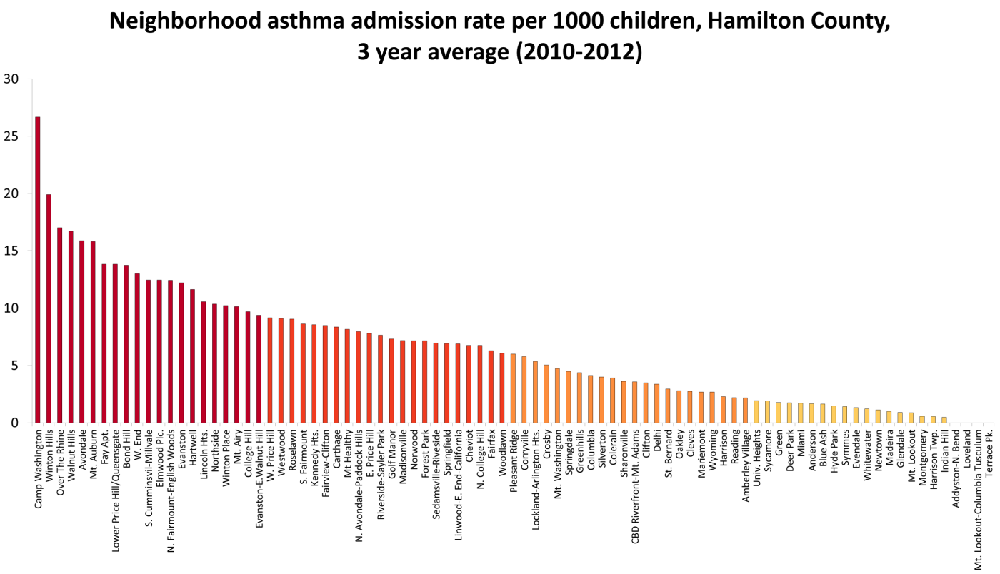 Neighborhood asthma admission rate per 1000 children, Hamilton County,
3 year average (2010-2012)
30
25
20
15
10
5
0
Camp Washington
Winton Hills
Over The Rhine
Walnut Hills
Avondale
Mt. Auburn
Fay Apt.
Lower Price Hill/Queensgate
Bond Hill
W. End
S. Cumminsvil-Millvale
Elmwood Plc.
N. Fairmount-English Woods
Evanston
Hartwell
Lincoln Hts.
Northside
Winton Place
Mt. Airy
College Hill
Evanston-E.Walnut Hill
W. Price Hill
Westwood
Roselawn
S. Fairmount
Kennedy Hts.
Fairview-Clifton
Carthage
Mt Healthy
N. Avondale-Paddock Hills
E. Price Hill
Riverside-Sayler Park
Golf Manor
Madisonville
Norwood
Forest Park
Sedamsville-Riveside
Springfield
Linwood-E. End-California
Cheviot
N. College Hill
Fairfax
Woodlawn
Pleasant Ridge
Corryville
Lockland-Arlington Hts.
Crosby
Mt. Washington
Springdale
Greenhills
Columbia
Silverton
Colerain
Sharonville
CBD Riverfront-Mt. Adams
Clifton
Delhi
St. Bernard
Oakley
Cleves
Mariemont
Wyoming
Harrison
Reading
Amberley Village
Univ. Heights
Sycamore
Green
Deer Park
Miami
Anderson
Blue Ash
Hyde Park
Symmes
Evendale
Whitewater
Newtown
Madeira
Glendale
Mt. Lookout
Montgomery
Harrison Twp.
Indian Hill
Addyston-N. Bend
Loveland
Mt. Lookout-Columbia Tusculum
Terrace Pk.